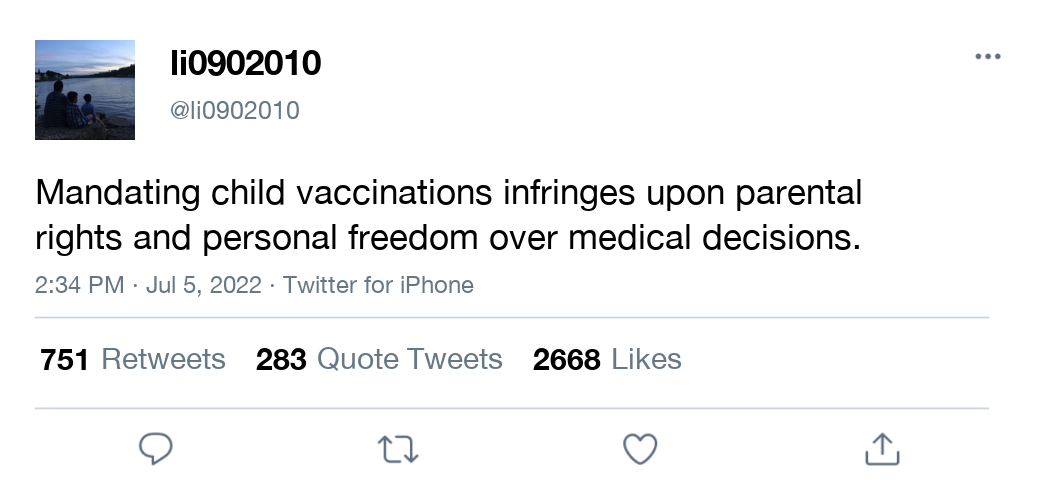 li0902010
@li0902010
Mandating child vaccinations infringes upon parental
rights and personal freedom over medical decisions.
2:34 PM · Jul 5, 2022 · Twitter for iPhone
751 Retweets 283 Quote Tweets 2668 Likes